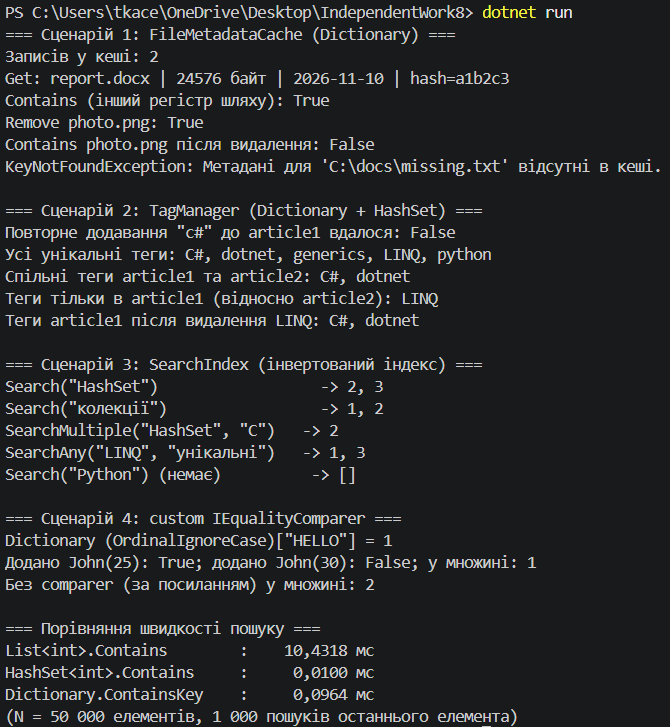 PS C:\Users\tkace\OneDrive\Desktop\IndependentWork8> dotnet run
=== Сценарій 1: FileMetadataCache (Dictionary) ===
Записів у кеші: 2
Get: report.docx | 24576 байт | 2026-11-10 | hash=a1b2c3
Contains (інший регістр шляху): True
Remove photo.png: True
Contains photo.png після видалення: False
KeyNotFoundException: Метадані для 'C:\docs\missing.txt' відсутні в кеші.
=== Сценарій 2: TagManager (Dictionary + HashSet) ===
Повторне додавання "c#" до article1 вдалося: False
Усі унікальні теги: C#, dotnet, generics, LINQ, python
Спільні теги article1 та article2: C#, dotnet
Теги тільки в article1 (відносно article2): LINQ
Теги article1 після видалення LINQ: C#, dotnet
=== Сценарій 3: SearchIndex (інвертований індекс) ===
Search("HashSet") -> 2, 3
Search("колекції") -> 1, 2
SearchMultiple("HashSet", "C") -> 2
SearchAny("LINQ", "унікальні") -> 1, 3
Search("Python") (немає) -> []
=== Сценарій 4: custom IEqualityComparer ===
Dictionary (OrdinalIgnoreCase)["HELLO"] = 1
Додано John(25): True; додано John(30): False; у множині: 1
Без comparer (за посиланням) у множині: 2
=== Порівняння швидкості пошуку ===
List<int>.Contains : 10,4318 мс
HashSet<int>.Contains : 0,0100 мс
Dictionary.ContainsKey : 0,0964 мс
(N = 50 000 елементів, 1 000 пошуків останнього елемента)